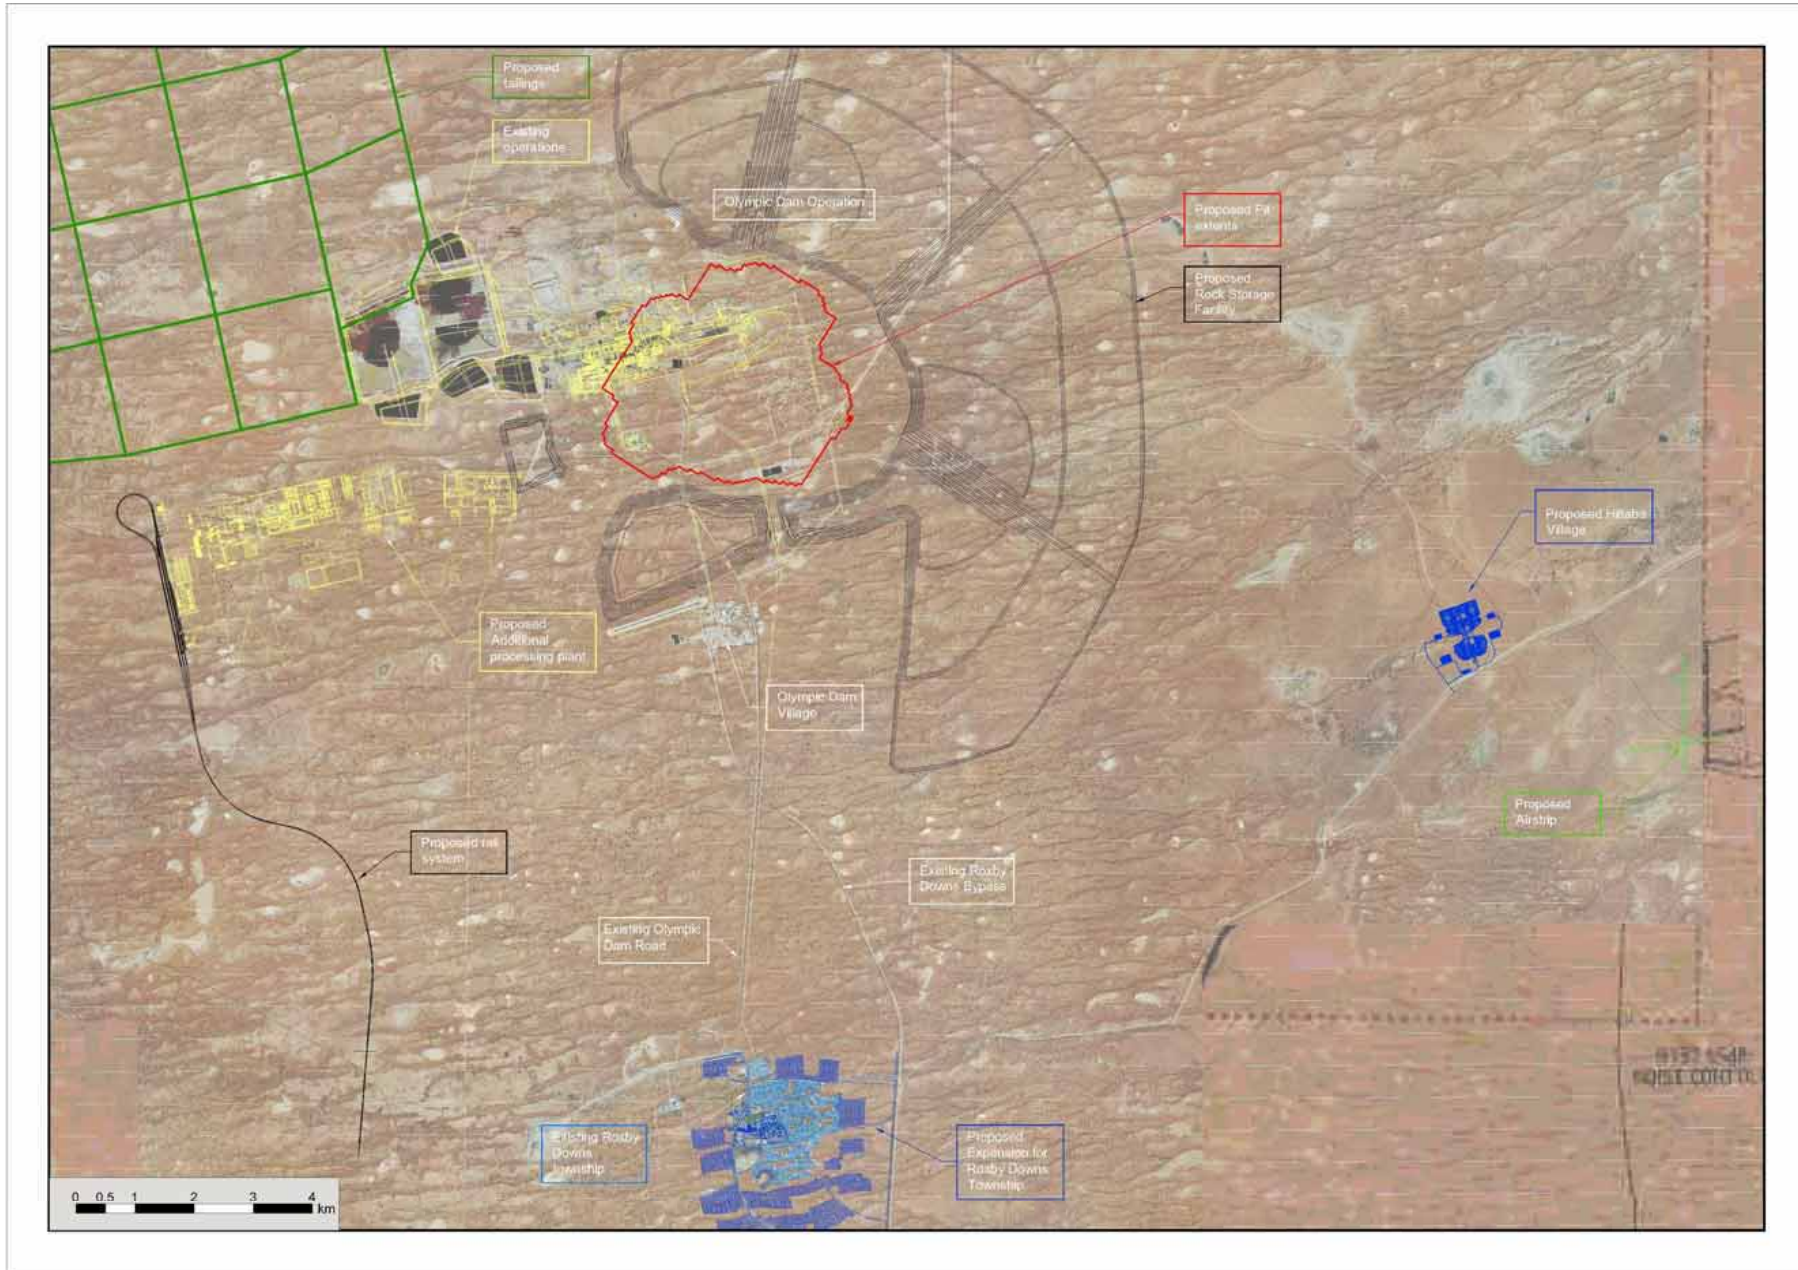 Proposed
tailings
Existing
operations
Olympic Dam Operation
Proposed Pit
extents
Proposed
Rock Storage
Facility
Proposed Hiltaba
Village
Proposed
Additional
processing plant
Olympic Dam
Village
Proposed
Airstrip
Proposed rail
system
Existing Roxby
Downs Bypass
Existing Olympic
Dam Road
Existing Roxby
Downs
township
Proposed
Expansion for
Roxby Downs
Township
0 0.5 1 2 3 4
km